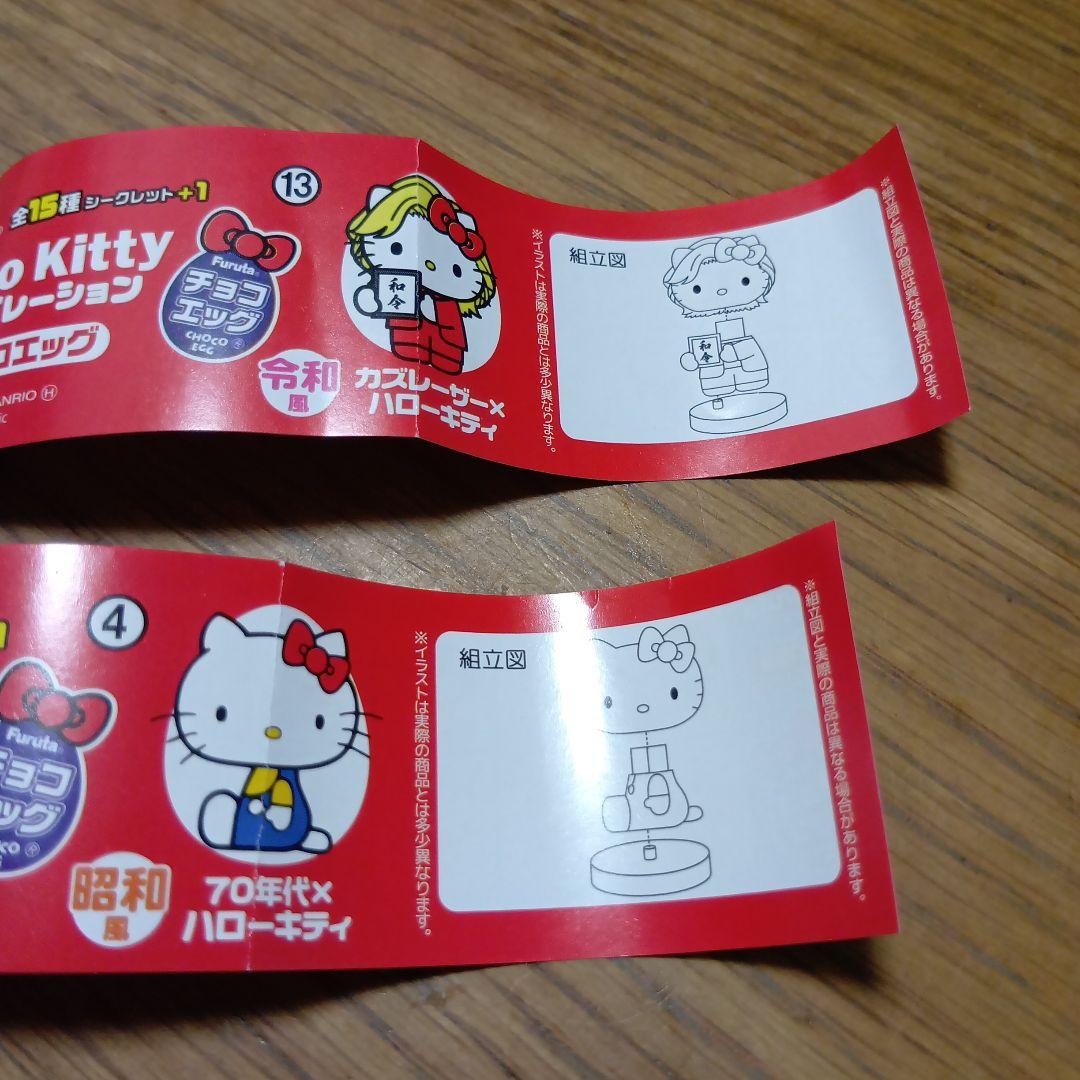 全15種 シークレット+1
o Kitty
レーション
コエッグ
ANRIO Ⓗ
ic
Furuta
チョコ
エッグ
CHOCO ®
EGG
⑬
和
令
令和
風
カズレーザー×
ハローキティ
※イラストは実際の商品とは多少異なります。
組立図
和
令
※組立図と実際の商品は異なる場合があります。
1
Furuta
チョコ
ッグ
CO ®
④
昭和
風
70年代×
ハローキティ
※イラストは実際の商品とは多少異なります。
組立図
※組立図と実際の商品は異なる場合があります。